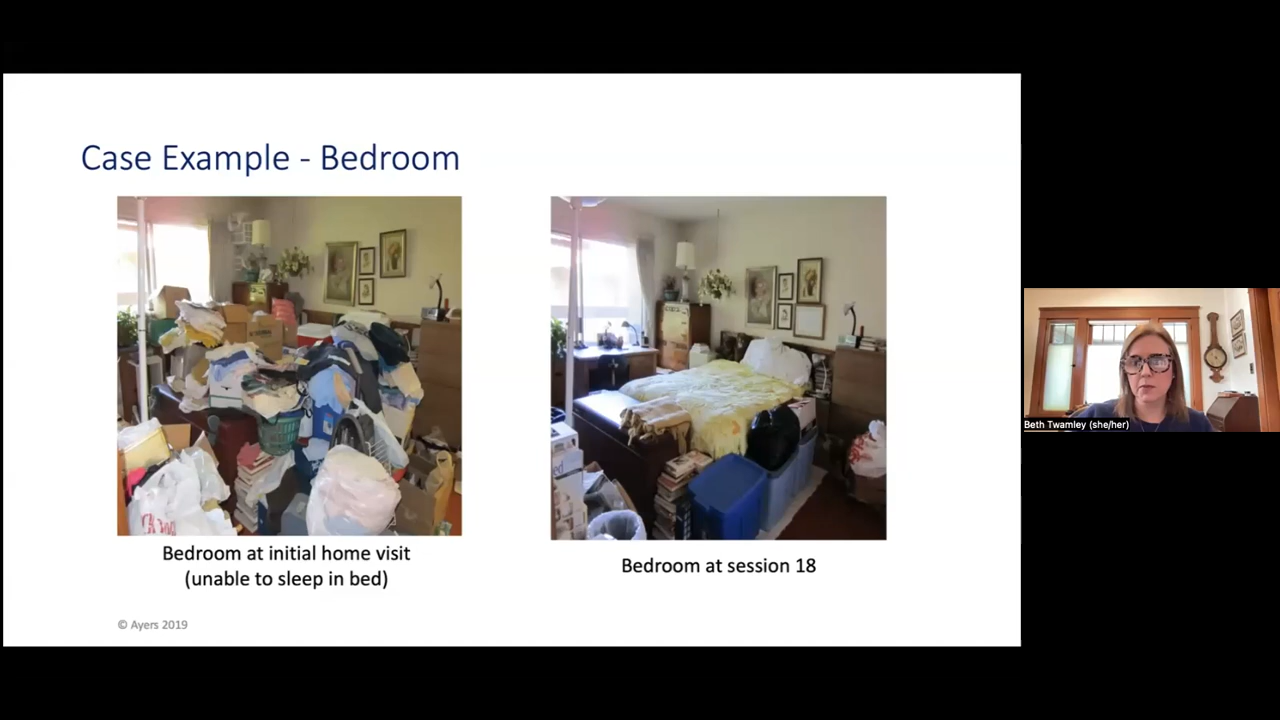 Case Example - Bedroom
Bedroom at initial home visit
(unable to sleep in bed)
Bedroom at session 18
© Ayers 2019
Beth Twamley (she/her)